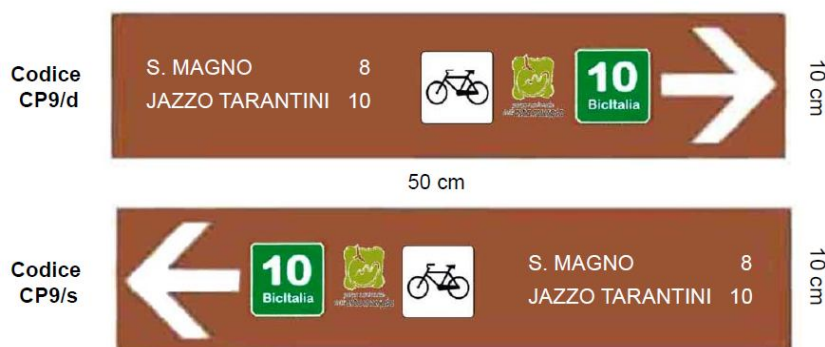 Codice
CP9/d
S. MAGNO 8
JAZZO TARANTINI 10
10
BicItalia
10 cm
50 cm
Codice
CP9/s
10
BicItalia
S. MAGNO 8
JAZZO TARANTINI 10
10 cm